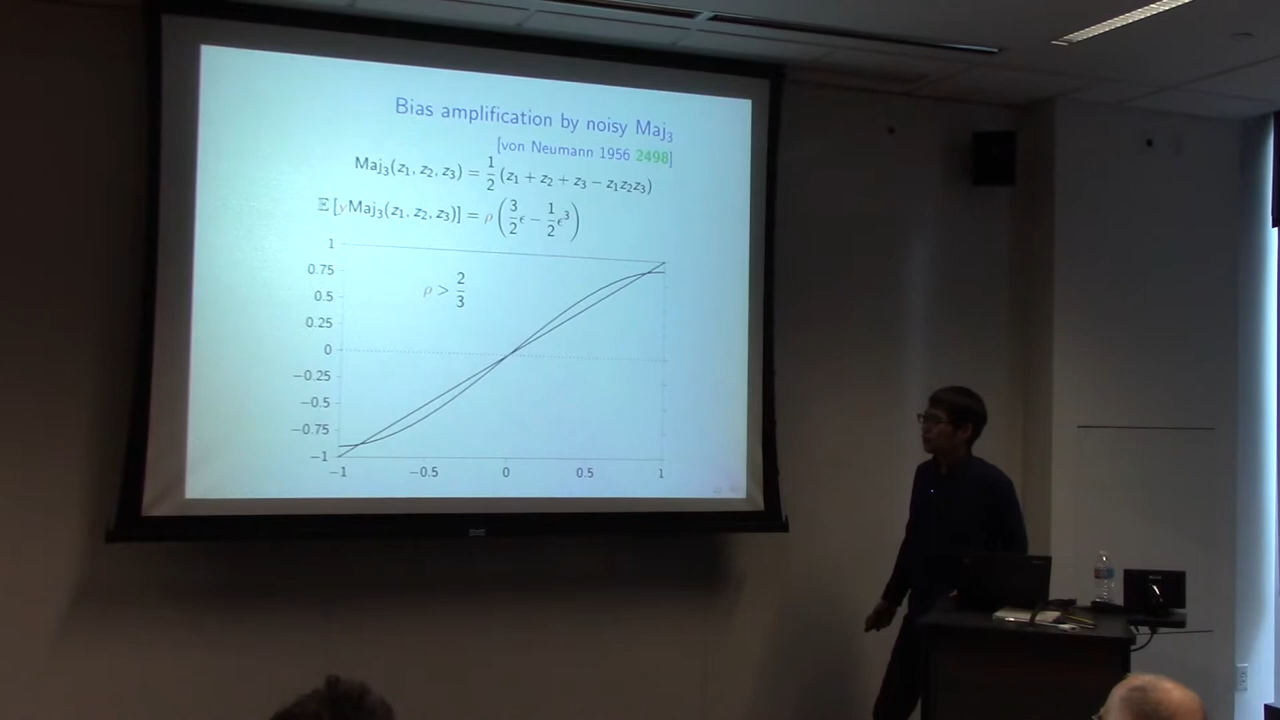 Bias amplification by noisy Maj₃
[von Neumann 1956 2498]
Maj₃(z₁, z₂, z₃) = 1/2 (z₁ + z₂ + z₃ − z₁z₂z₃)
𝔼 [yMaj₃(z₁, z₂, z₃)] = ρ (3/2 ϵ − 1/2 ϵ³)
1
0.75
ρ > 2/3
0.5
0.25
0
−0.25
−0.5
−0.75
−1
−1 −0.5 0 0.5 1